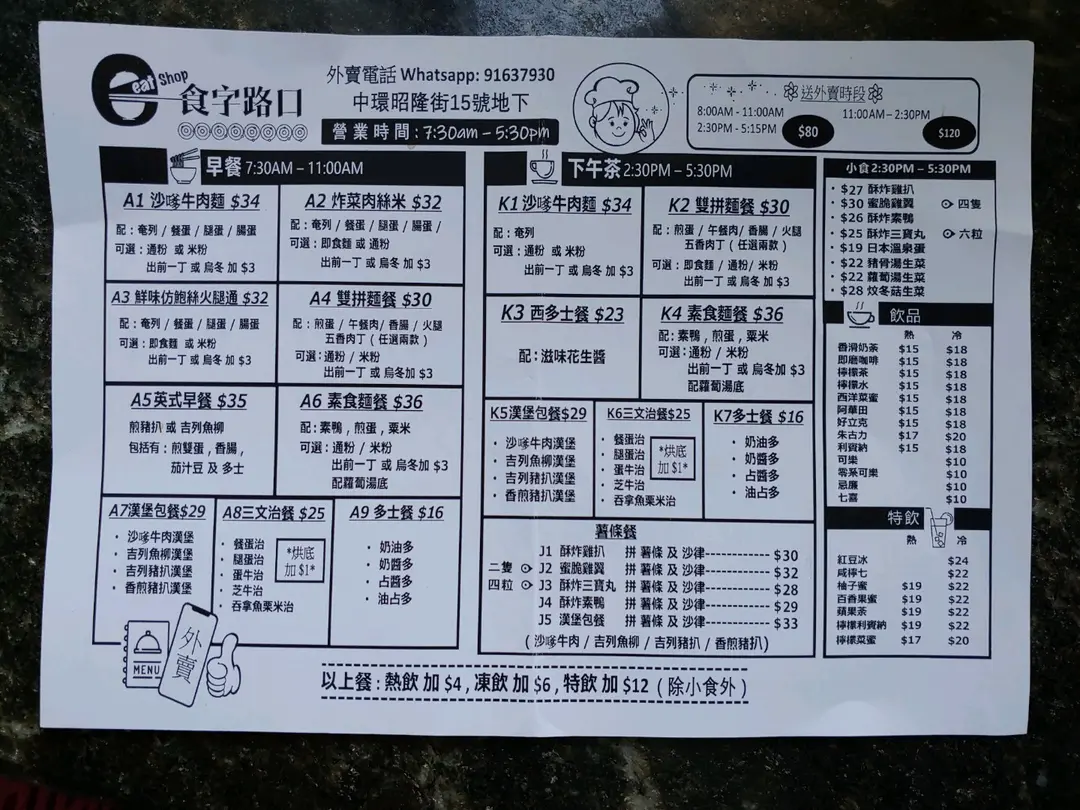 eat Shop
食字路口
外賣電話 Whatsapp: 91637930
中環昭隆街15號地下
營業時間:7:30am – 5:30pm
送外賣時段
8:00AM - 11:00AM
2:30PM - 5:15PM
$80
11:00AM – 2:30PM
$120
早餐 7:30AM – 11:00AM
A1 沙嗲牛肉麵 $34
配: 奄列 / 餐蛋 / 腿蛋 / 腸蛋
可選: 通粉 或 米粉
出前一丁 或 烏冬 加 $3
A2 炸菜肉絲米 $32
配: 奄列 / 餐蛋 / 腿蛋 / 腸蛋 /
可選: 即食麵 或 通粉
出前一丁 或 烏冬 加 $3
A3 鮮味仿鮑絲火腿通 $32
配: 奄列 / 餐蛋 / 腿蛋 / 腸蛋
可選: 即食麵 或 米粉
出前一丁 或 烏冬 加 $3
A4 雙拼麵餐 $30
配: 煎蛋 / 午餐肉 / 香腸 / 火腿
五香肉丁 ( 任選兩款 )
可選: 通粉 / 米粉
出前一丁 或 烏冬加 $3
A5英式早餐 $35
煎豬扒 或 吉列魚柳
包括有 : 煎雙蛋 , 香腸 ,
茄汁豆 及 多士
A6 素食麵餐 $36
配: 素鴨 , 煎蛋 , 粟米
可選: 通粉 / 米粉
出前一丁 或 烏冬 加 $3
配蘿蔔湯底
A7漢堡包餐$29
· 沙嗲牛肉漢堡
· 吉列魚柳漢堡
· 吉列豬扒漢堡
· 香煎豬扒漢堡
A8三文治餐 $25
· 餐蛋治
· 腿蛋治
· 蛋牛治
· 芝牛治
· 吞拿魚粟米治
*烘底
加 $1*
A9 多士餐 $16
· 奶油多
· 奶醬多
· 占醬多
· 油占多
MENU
外賣
下午茶 2:30PM – 5:30PM
K1 沙嗲牛肉麵 $34
配: 奄列
可選: 通粉 或 米粉
出前一丁 或 烏冬 加 $3
K2 雙拼麵餐 $30
配: 煎蛋 / 午餐肉 / 香腸 / 火腿
五香肉丁 ( 任選兩款 )
可選: 即食麵 / 通粉/ 米粉
出前一丁 或 烏冬 加 $3
K3 西多士餐 $23
配: 滋味花生醬
K4 素食麵餐 $36
配: 素鴨 , 煎蛋 , 粟米
可選: 通粉 / 米粉
出前一丁 或 烏冬加 $3
配蘿蔔湯底
K5漢堡包餐$29
· 沙嗲牛肉漢堡
· 吉列魚柳漢堡
· 吉列豬扒漢堡
· 香煎豬扒漢堡
K6三文治餐$25
· 餐蛋治
· 腿蛋治
· 蛋牛治
· 芝牛治
· 吞拿魚粟米治
*烘底
加 $1*
K7多士餐 $16
· 奶油多
· 奶醬多
· 占醬多
· 油占多
薯條餐
J1 酥炸雞扒 拼 薯條 及 沙律------------ $30
二隻 J2 蜜脆雞翼 拼 薯條 及 沙律------------ $32
四粒 J3 酥炸三寶丸 拼 薯條 及 沙律------------ $28
J4 酥炸素鴨 拼 薯條 及 沙律------------ $29
J5 漢堡包餐 拼 薯條 及 沙律------------ $33
( 沙嗲牛肉 / 吉列魚柳 / 吉列豬扒 / 香煎豬扒)
小食 2:30PM – 5:30PM
· $27 酥炸雞扒
· $30 蜜脆雞翼 四隻
· $26 酥炸素鴨
· $25 酥炸三寶丸 六粒
· $19 日本溫泉蛋
· $22 豬骨湯生菜
· $22 蘿蔔湯生菜
· $28 炆冬菇生菜
飲品
熱 冷
香滑奶茶 $15 $18
即磨咖啡 $15 $18
檸檬茶 $15 $18
檸檬水 $15 $18
西洋菜蜜 $15 $18
阿華田 $15 $18
好立克 $15 $18
朱古力 $17 $20
利賓納 $15 $18
可樂 $10
零系可樂 $10
忌廉 $10
七喜 $10
特飲
熱 冷
紅豆冰 $24
咸檸七 $22
柚子蜜 $19 $22
百香果蜜 $19 $22
蘋果茶 $19 $22
檸檬利賓納 $19 $22
檸檬菜蜜 $17 $20
以上餐 : 熱飲 加 $4 , 凍飲 加 $6 , 特飲 加 $12 ( 除小食外 )